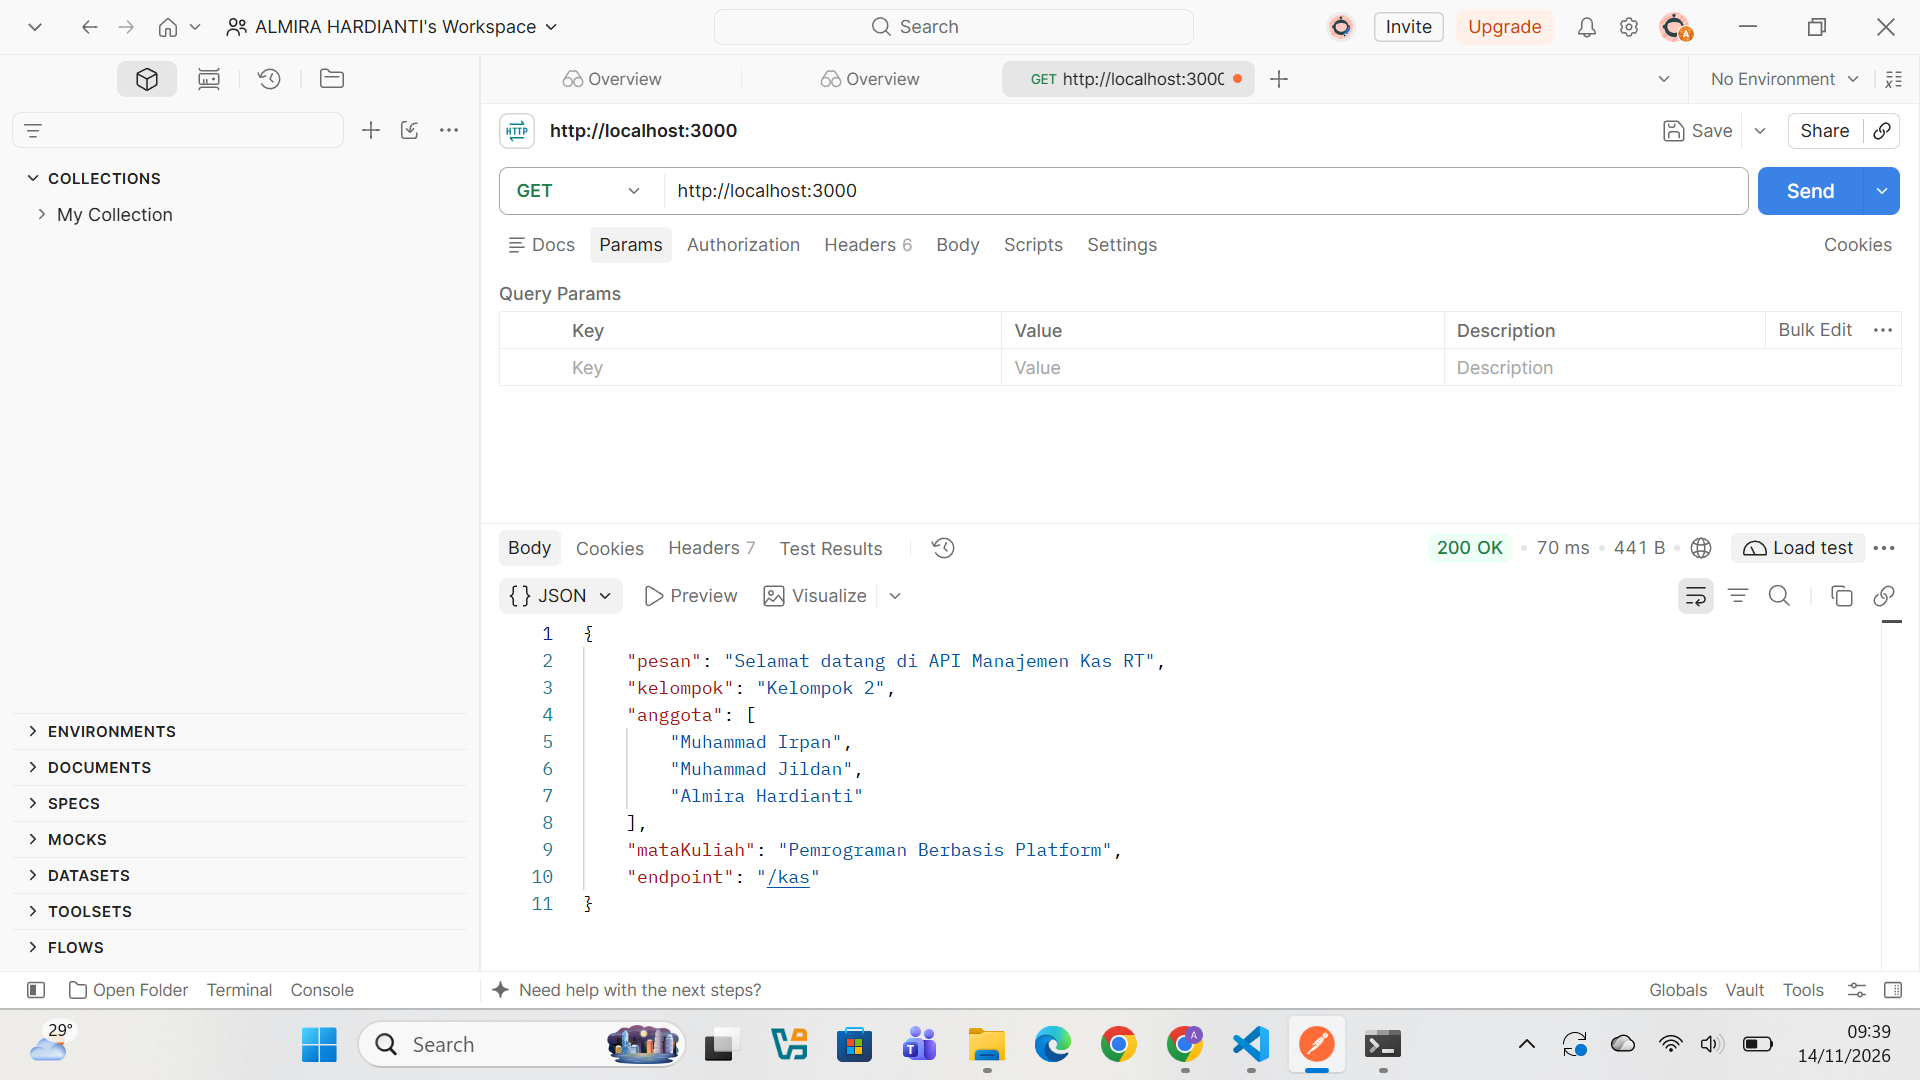 ALMIRA HARDIANTI's Workspace
Search
Invite
Upgrade
A
Overview
Overview
GET http://localhost:300
No Environment
HTTP
http://localhost:3000
Save
Share
COLLECTIONS
My Collection
GET
http://localhost:3000
Send
Docs
Params
Authorization
Headers 6
Body
Scripts
Settings
Cookies
Query Params
Key
Value
Description
Bulk Edit
Key
Value
Description
Body
Cookies
Headers 7
Test Results
200 OK
70 ms
441 B
Load test
{} JSON
Preview
Visualize
1 {
2 "pesan": "Selamat datang di API Manajemen Kas RT",
3 "kelompok": "Kelompok 2",
4 "anggota": [
5 "Muhammad Irpan",
6 "Muhammad Jildan",
7 "Almira Hardianti"
8 ],
9 "mataKuliah": "Pemrograman Berbasis Platform",
10 "endpoint": "/kas"
11 }
ENVIRONMENTS
DOCUMENTS
SPECS
MOCKS
DATASETS
TOOLSETS
FLOWS
Open Folder
Terminal
Console
Need help with the next steps?
Globals
Vault
Tools
29°
Search
09:39
14/11/2026